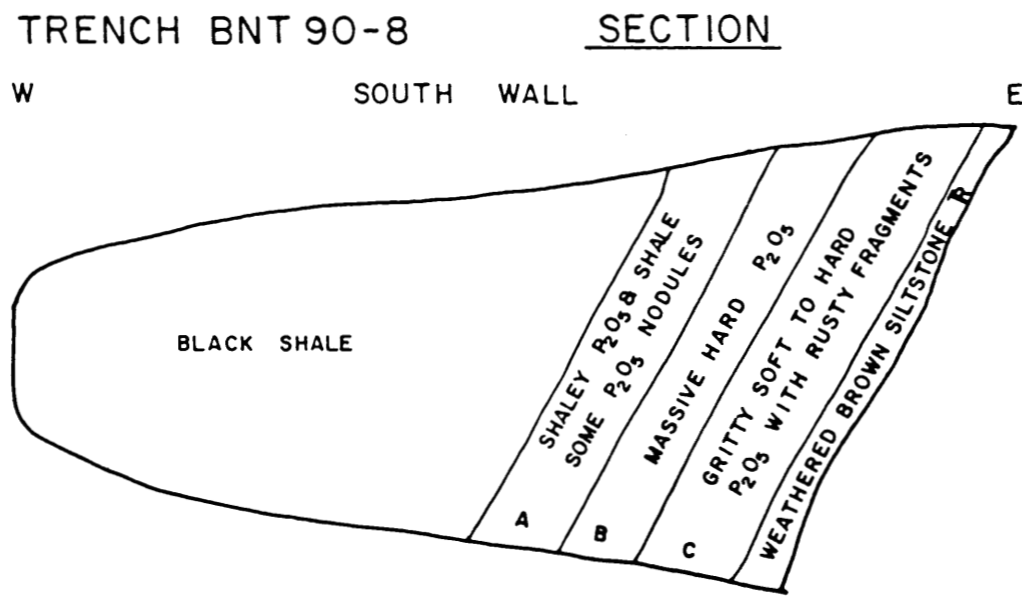 TRENCH BNT 90-8
SECTION
W
SOUTH WALL
E
BLACK SHALE
SHALEY P₂O₅ & SHALE
SOME P₂O₅ NODULES
MASSIVE HARD P₂O₅
GRITTY SOFT TO HARD
P₂O₅ WITH RUSTY FRAGMENTS
WEATHERED BROWN SILTSTONE
A
B
C